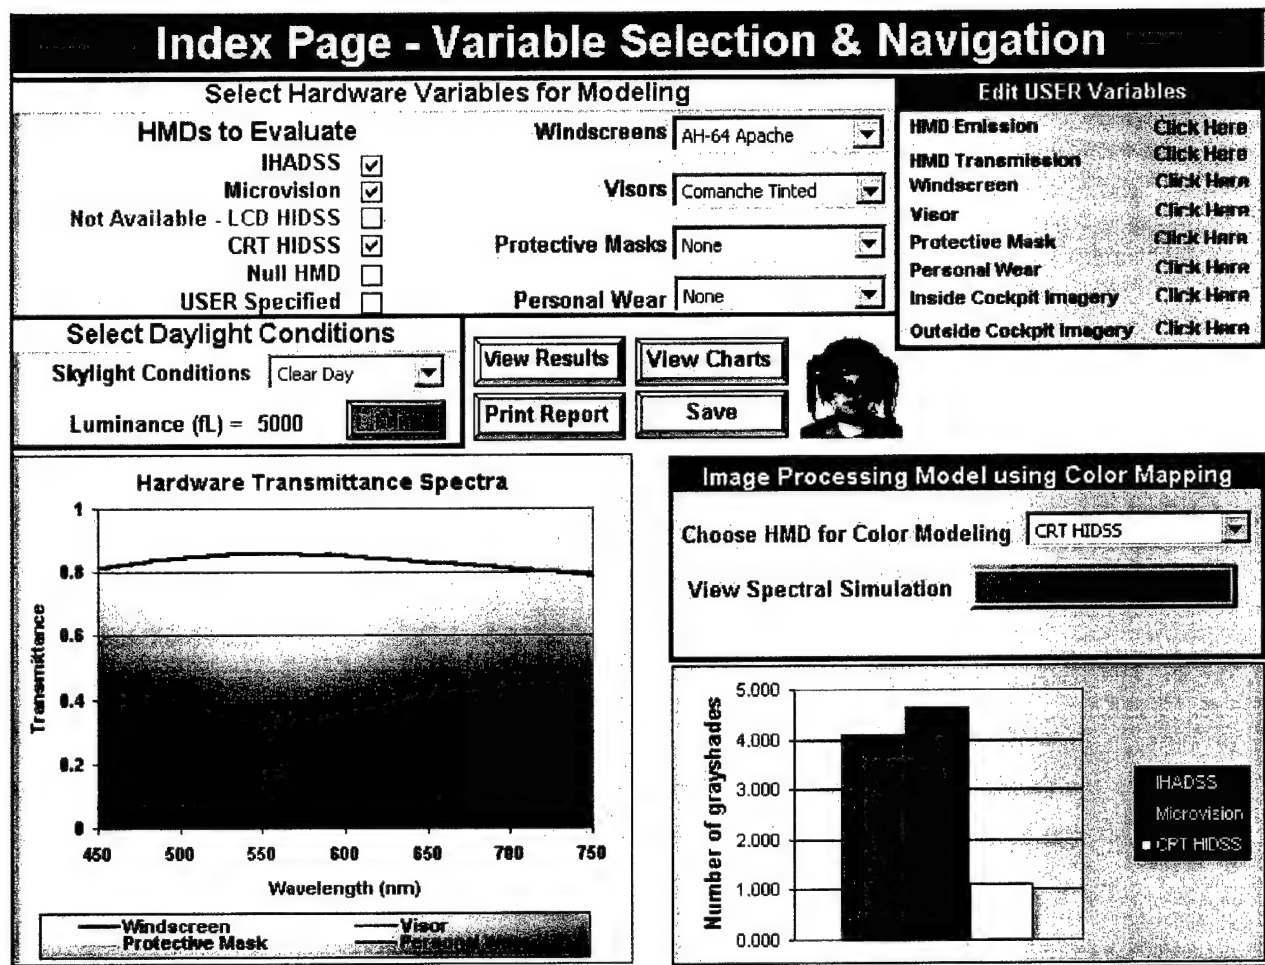 Index Page - Variable Selection & Navigation
Select Hardware Variables for Modeling
HMDs to Evaluate
IHADSS
Microvision
Not Available - LCD HIDSS
CRT HIDSS
Null HMD
USER Specified
Windscreens AH-64 Apache
Visors Comanche Tinted
Protective Masks None
Personal Wear None
Edit USER Variables
HMD Emission Click Here
HMD Transmission Click Here
Windscreen Click Here
Visor Click Here
Protective Mask Click Here
Personal Wear Click Here
Inside Cockpit Imagery Click Here
Outside Cockpit Imagery Click Here
Select Daylight Conditions
Skylight Conditions Clear Day
Luminance (fL) = 5000
View Results
View Charts
Print Report
Save
Hardware Transmittance Spectra
Transmittance
1
0.8
0.6
0.4
0.2
0
450 500 550 600 650 700 750
Wavelength (nm)
Windscreen Visor
Protective Mask Personal
Image Processing Model using Color Mapping
Choose HMD for Color Modeling CRT HIDSS
View Spectral Simulation
Number of grayshades
5.000
4.000
3.000
2.000
1.000
0.000
IHADSS
Microvision
CRT HIDSS